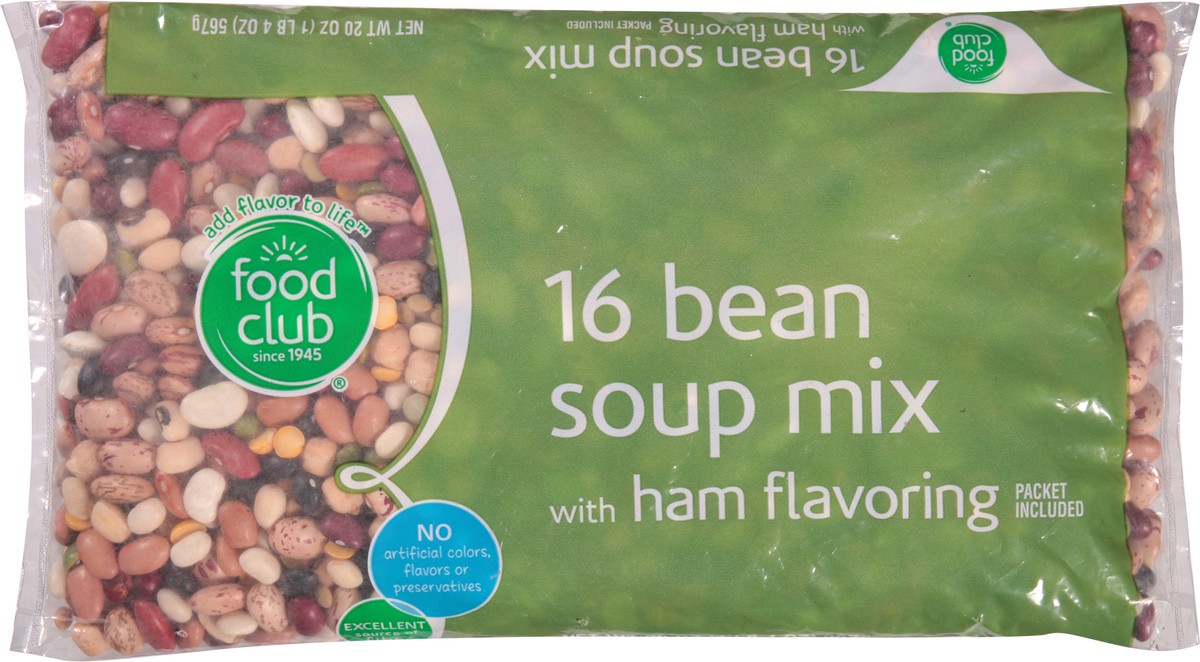 NET WT 20 OZ (1 LB 4 OZ) 567g
16 bean soup mix
with ham flavoring PACKET INCLUDED
food
club
add flavor to life™
food
club
since 1945
®
16 bean
soup mix
with ham flavoring PACKET
INCLUDED
NO
artificial colors,
flavors or
preservatives
EXCELLENT
source of